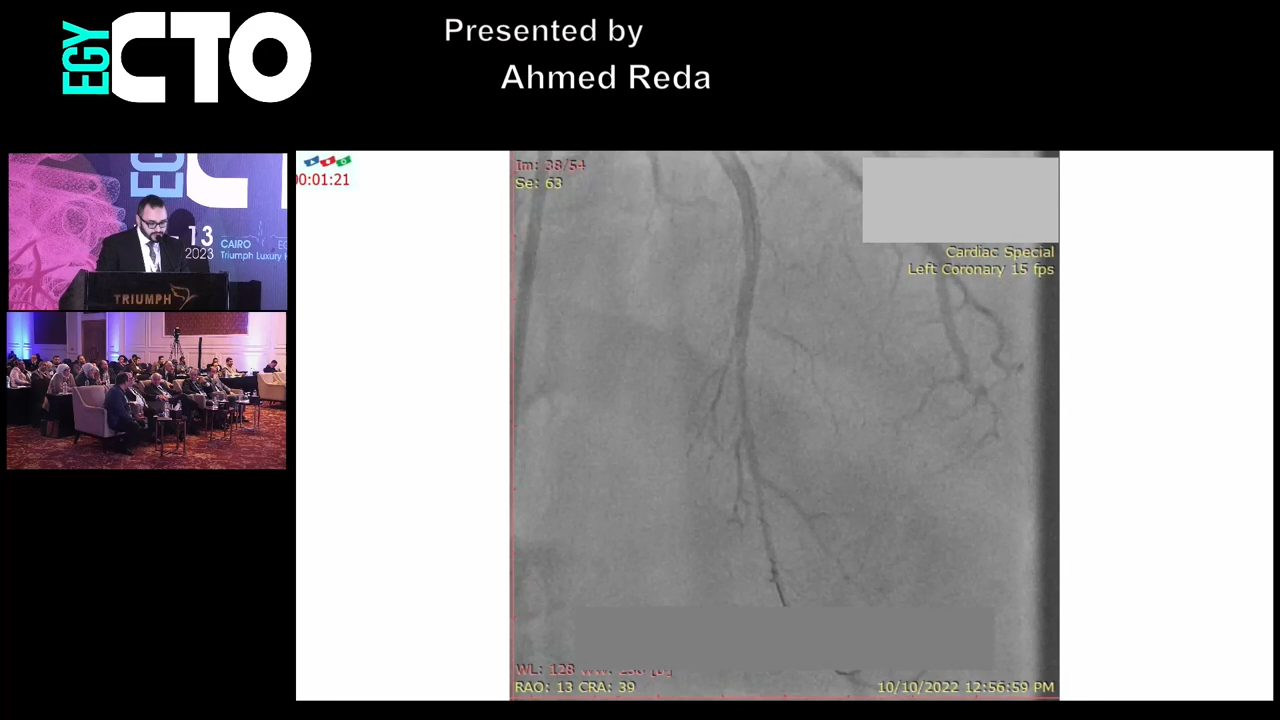 EGY
CTO
Presented by
Ahmed Reda
EG
13
2023
CAIRO
Triumph Luxury
TRIUMPH
00:01:21
Im: 38/54
Se: 63
Cardiac Special
Left Coronary 15 fps
WL: 128
RAO: 13 CRA: 39
10/10/2022 12:56:59 PM